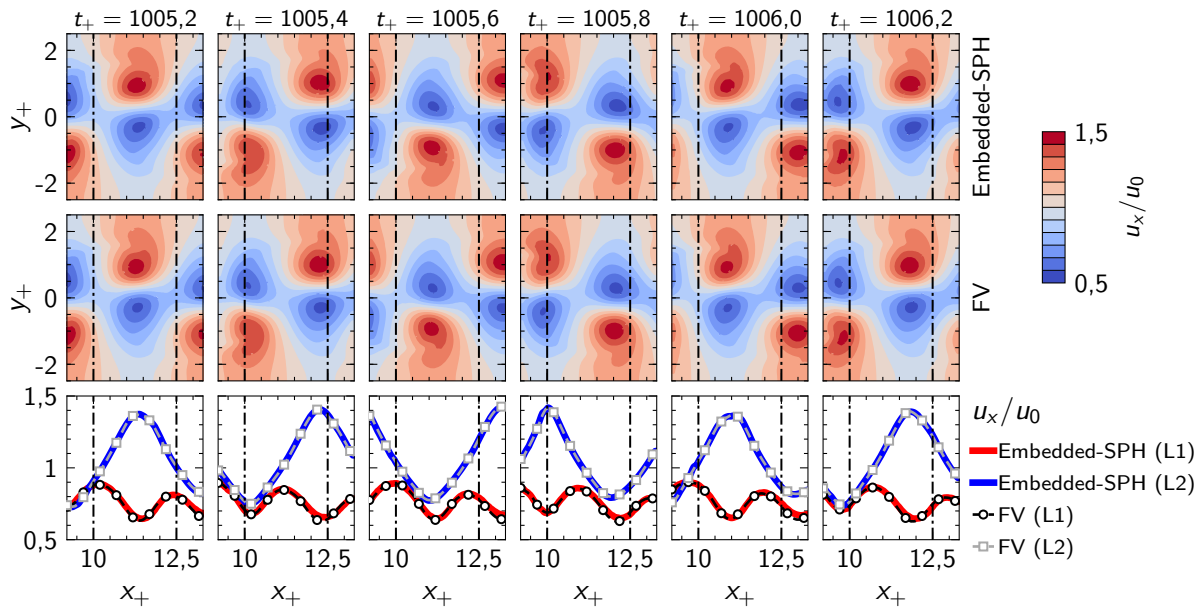 t₊ = 1005,2 t₊ = 1005,4 t₊ = 1005,6 t₊ = 1005,8 t₊ = 1006,0 t₊ = 1006,2
2
0
-2
y₊
Embedded-SPH
2
0
-2
y₊
FV
1,5
0,5
uₓ/u₀
1,5
1
0,5
10 12,5 10 12,5 10 12,5 10 12,5 10 12,5 10 12,5
x₊ x₊ x₊ x₊ x₊ x₊
uₓ/u₀
Embedded-SPH (L1)
Embedded-SPH (L2)
FV (L1)
FV (L2)